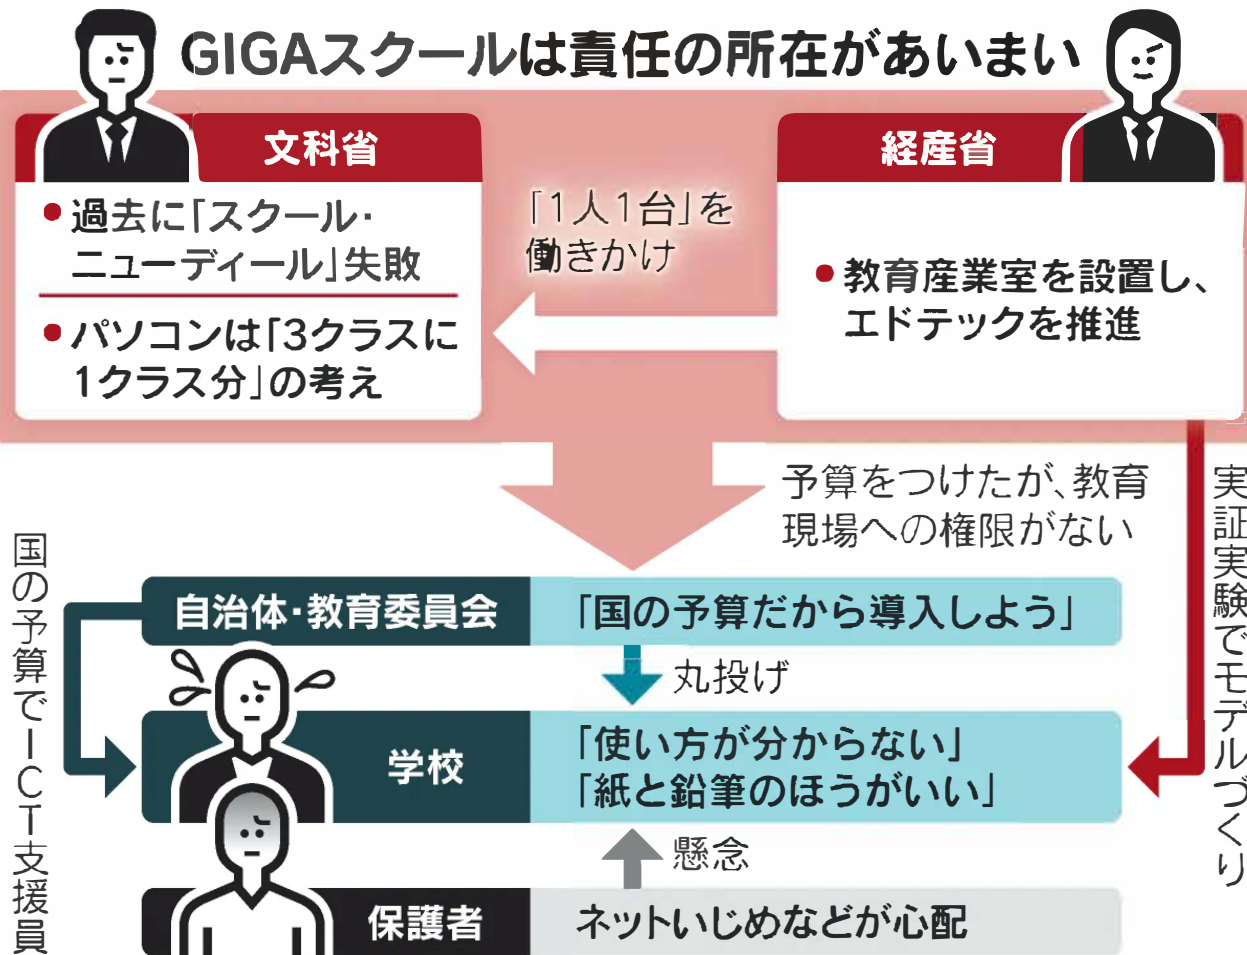 GIGAスクールは責任の所在があいまい
文科省
・過去に「スクール・
ニューディール」失敗
・パソコンは「3クラスに
1クラス分」の考え
「1人1台」を
働きかけ
経産省
・教育産業室を設置し、
エドテックを推進
予算をつけたが、教育
現場への権限がない
実証実験でモデルづくり
国の予算でICT支援員
自治体・教育委員会
「国の予算だから導入しよう」
丸投げ
学校
「使い方が分からない」
「紙と鉛筆のほうがいい」
懸念
保護者
ネットいじめなどが心配